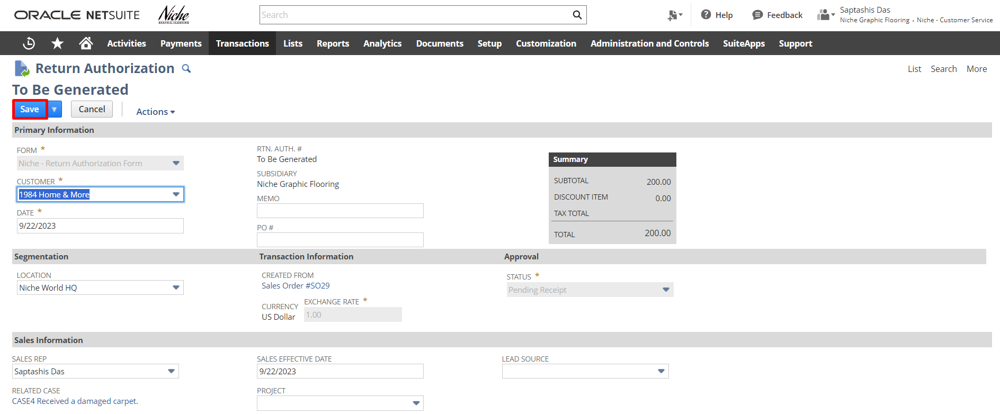 ORACLE NETSUITE
Niche
GRAPHIC FLOORING
Search
Help
Feedback
Saptashis Das
Niche Graphic Flooring - Niche - Customer Service
Activities Payments Transactions Lists Reports Analytics Documents Setup Customization Administration and Controls SuiteApps Support
Return Authorization
List Search More
To Be Generated
Save
Cancel
Actions
Primary Information
FORM *
Niche - Return Authorization Form
CUSTOMER *
1984 Home & More
DATE *
9/22/2023
RTN. AUTH. #
To Be Generated
SUBSIDIARY
Niche Graphic Flooring
MEMO
PO #
Summary
SUBTOTAL 200.00
DISCOUNT ITEM 0.00
TAX TOTAL
TOTAL 200.00
Segmentation
LOCATION
Niche World HQ
Transaction Information
CREATED FROM
Sales Order #SO29
CURRENCY
US Dollar
EXCHANGE RATE *
1.00
Approval
STATUS *
Pending Receipt
Sales Information
SALES REP
Saptashis Das
RELATED CASE
CASE4 Received a damaged carpet.
SALES EFFECTIVE DATE
9/22/2023
PROJECT
LEAD SOURCE